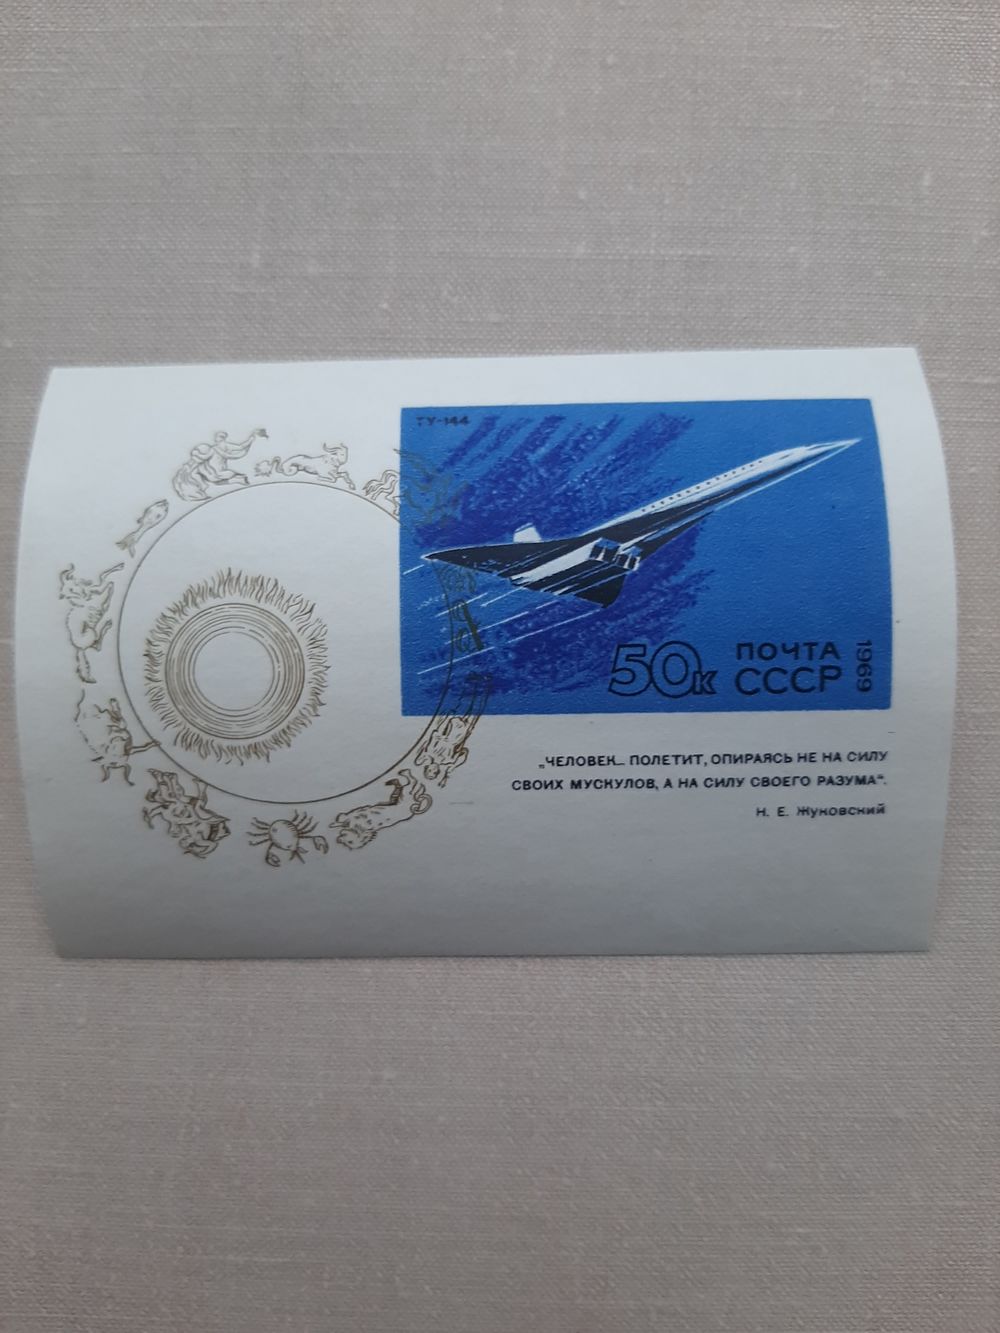 ТУ-144
50к
ПОЧТА
СССР
1969
„ЧЕЛОВЕК... ПОЛЕТИТ, ОПИРАЯСЬ НЕ НА СИЛУ
СВОИХ МУСКУЛОВ, А НА СИЛУ СВОЕГО РАЗУМА“.
Н. Е. Жуковский